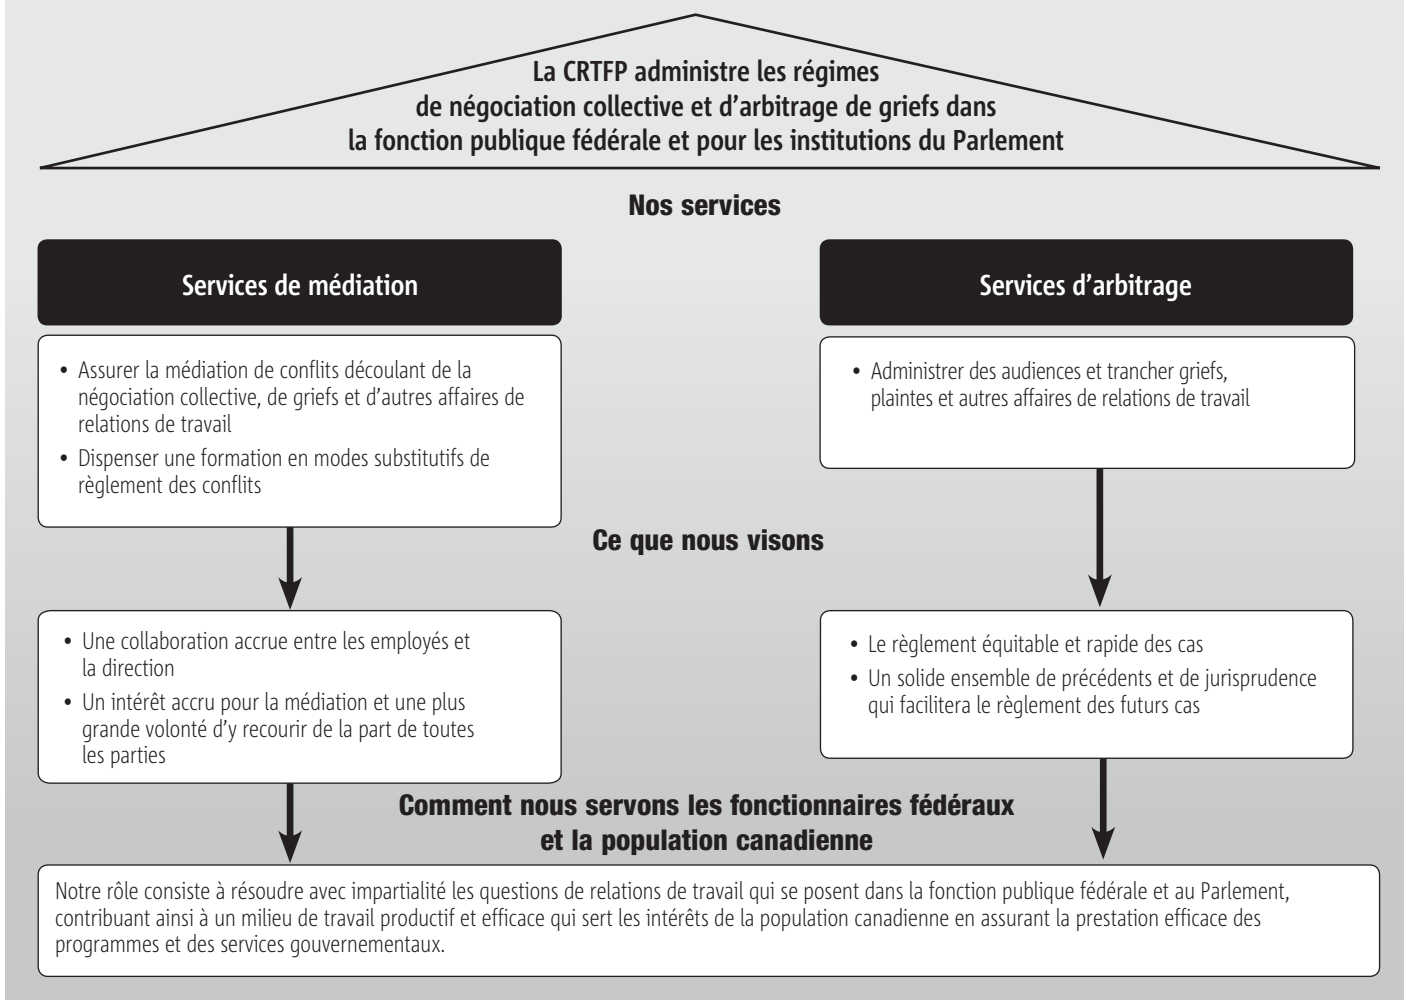 La CRTFP administre les régimes
de négociation collective et d'arbitrage de griefs dans
la fonction publique fédérale et pour les institutions du Parlement
Nos services
Services de médiation
• Assurer la médiation de conflits découlant de la
négociation collective, de griefs et d'autres affaires de
relations de travail
• Dispenser une formation en modes substitutifs de
règlement des conflits
Services d'arbitrage
• Administrer des audiences et trancher griefs,
plaintes et autres affaires de relations de travail
Ce que nous visons
• Une collaboration accrue entre les employés et
la direction
• Un intérêt accru pour la médiation et une plus
grande volonté d'y recourir de la part de toutes
les parties
• Le règlement équitable et rapide des cas
• Un solide ensemble de précédents et de jurisprudence
qui facilitera le règlement des futurs cas
Comment nous servons les fonctionnaires fédéraux
et la population canadienne
Notre rôle consiste à résoudre avec impartialité les questions de relations de travail qui se posent dans la fonction publique fédérale et au Parlement,
contribuant ainsi à un milieu de travail productif et efficace qui sert les intérêts de la population canadienne en assurant la prestation efficace des
programmes et des services gouvernementaux.